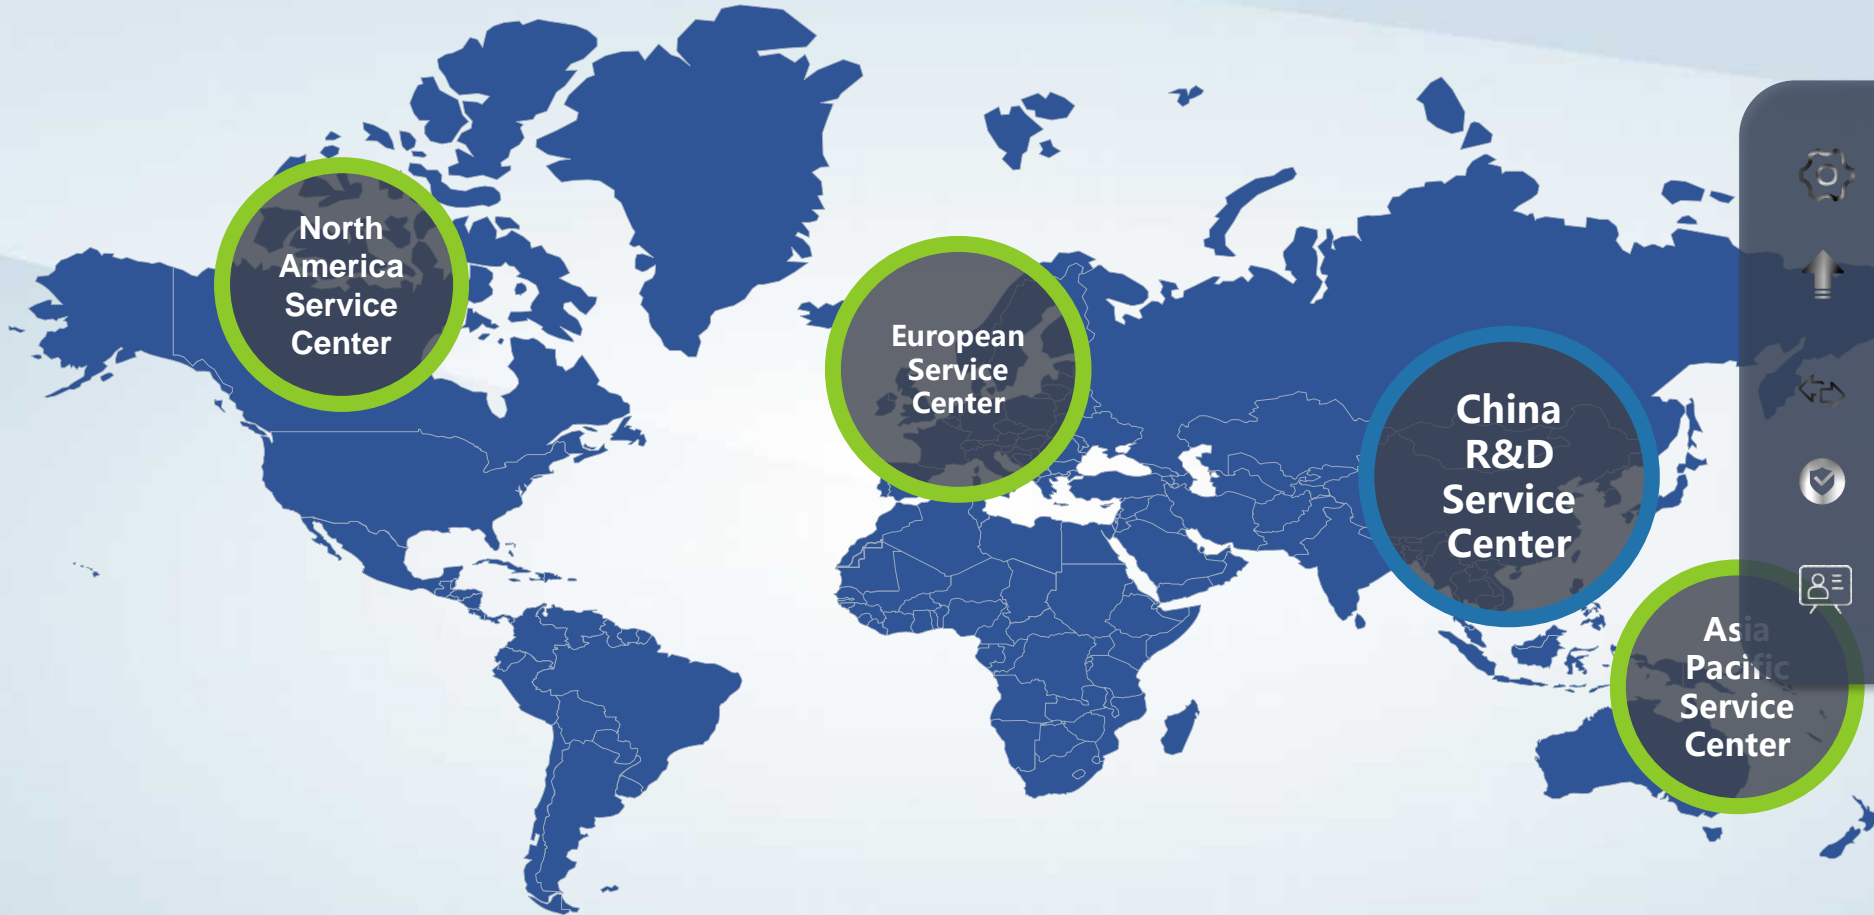 North
America
Service
Center
European
Service
Center
China
R&D
Service
Center
Asia
Pacific
Service
Center